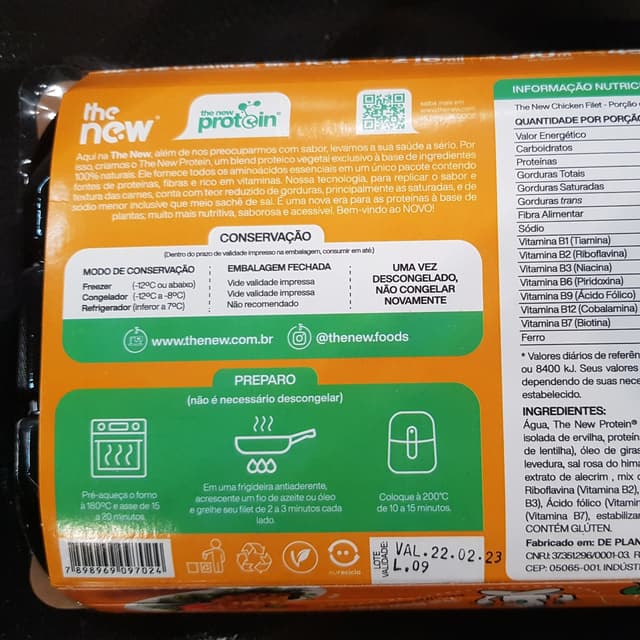 the new
the new protein
saiba mais em
Aqui na The New, além de nos preocuparmos com sabor, levamos a sua saúde a sério. Por
isso, criamos o The New Protein, um blend proteico vegetal exclusivo à base de ingredientes
100% naturais. Ele fornece todos os aminoácidos essenciais em um único pacote contendo
fontes de proteínas, fibras e rico em vitaminas. Nossa tecnologia, para replicar o sabor e
textura das carnes, conta com teor reduzido de gorduras, principalmente as saturadas, e de
sódio menor inclusive que meio sachê de sal. É uma nova era para as proteínas à base de
plantas; muito mais nutritiva, saborosa e acessível. Bem-vindo ao NOVO!
CONSERVAÇÃO
(Dentro do prazo de validade impresso na embalagem, consumir em até:)
MODO DE CONSERVAÇÃO
Freezer (-12ºC ou abaixo)
Congelador (-12ºC a -8ºC)
Refrigerador (inferior a 7ºC)
EMBALAGEM FECHADA
Vide validade impressa
Vide validade impressa
Não recomendado
UMA VEZ
DESCONGELADO,
NÃO CONGELAR
NOVAMENTE
www.thenew.com.br @thenew.foods
PREPARO
(não é necessário descongelar)
Pré-aqueça o forno
à 180ºC e asse de 15
a 20 minutos.
Em uma frigideira antiaderente,
acrescente um fio de azeite ou óleo
e grelhe seu filet de 2 a 3 minutos cada
lado.
Coloque à 200ºC
de 10 a 15 minutos.
7 898969 097024
eureciclo
LOTE
VALIDADE:
VAL.22.02.23
L.09
INFORMAÇÃO NUTRIC
The New Chicken Filet - Porção
QUANTIDADE POR PORÇÃO
Valor Energético
Carboidratos
Proteínas
Gorduras Totais
Gorduras Saturadas
Gorduras trans
Fibra Alimentar
Sódio
Vitamina B1 (Tiamina)
Vitamina B2 (Riboflavina)
Vitamina B3 (Niacina)
Vitamina B6 (Piridoxina)
Vitamina B9 (Ácido Fólico)
Vitamina B12 (Cobalamina)
Vitamina B7 (Biotina)
Ferro
* Valores diários de referên
ou 8400 kJ. Seus valores
dependendo de suas nece
estabelecido.
INGREDIENTES:
Água, The New Protein®
isolada de ervilha, protein
de lentilha), óleo de giras
levedura, sal rosa do hima
extrato de alecrim , mix d
Riboflavina (Vitamina B2),
B3), Ácido fólico (Vitamin
(Vitamina B7), estabilizan
CONTÉM GLÚTEN.
Fabricado em: DE PLAN
CNPJ: 37.351.296/0001-03. R
CEP: 05065-001. INDÚSTR